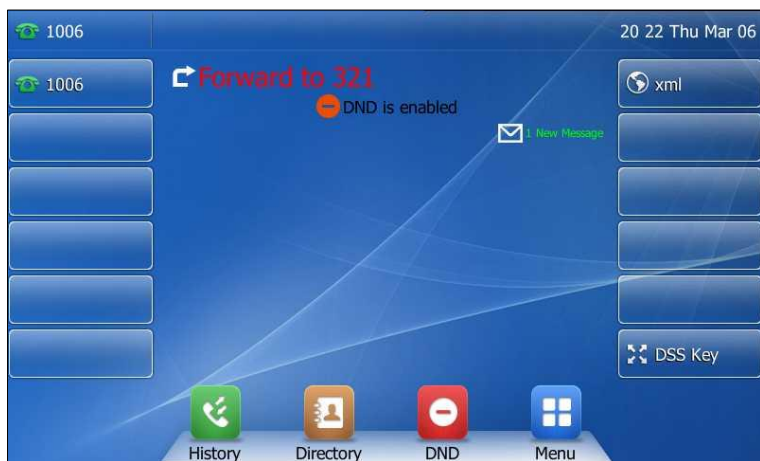 1006
20 22 Thu Mar 06
1006
Forward to 321
xml
DND is enabled
1 New Message
DSS Key
History
Directory
DND
Menu